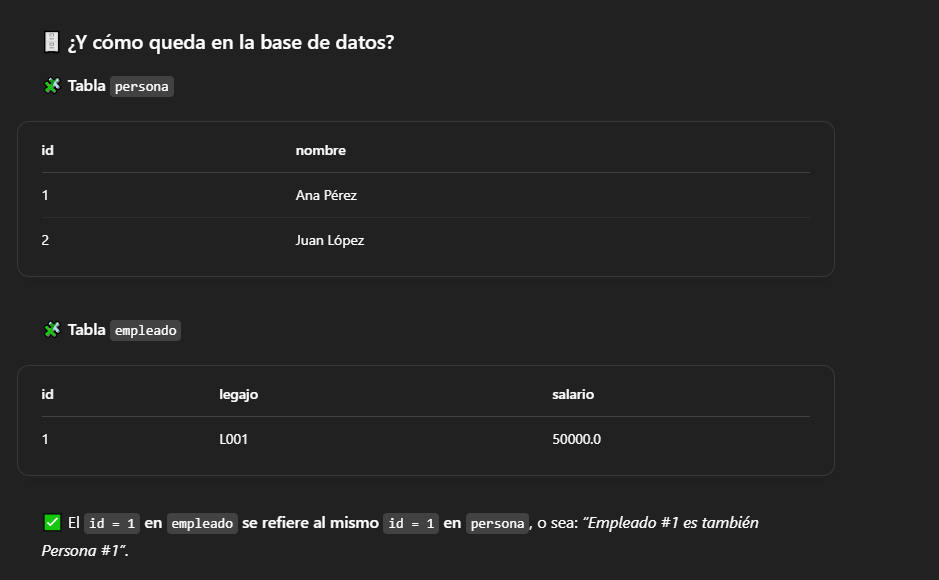 ¿Y cómo queda en la base de datos?
Tabla persona
id nombre
1 Ana Pérez
2 Juan López
Tabla empleado
id legajo salario
1 L001 50000.0
El id = 1 en empleado se refiere al mismo id = 1 en persona, o sea: “Empleado #1 es también
Persona #1”.